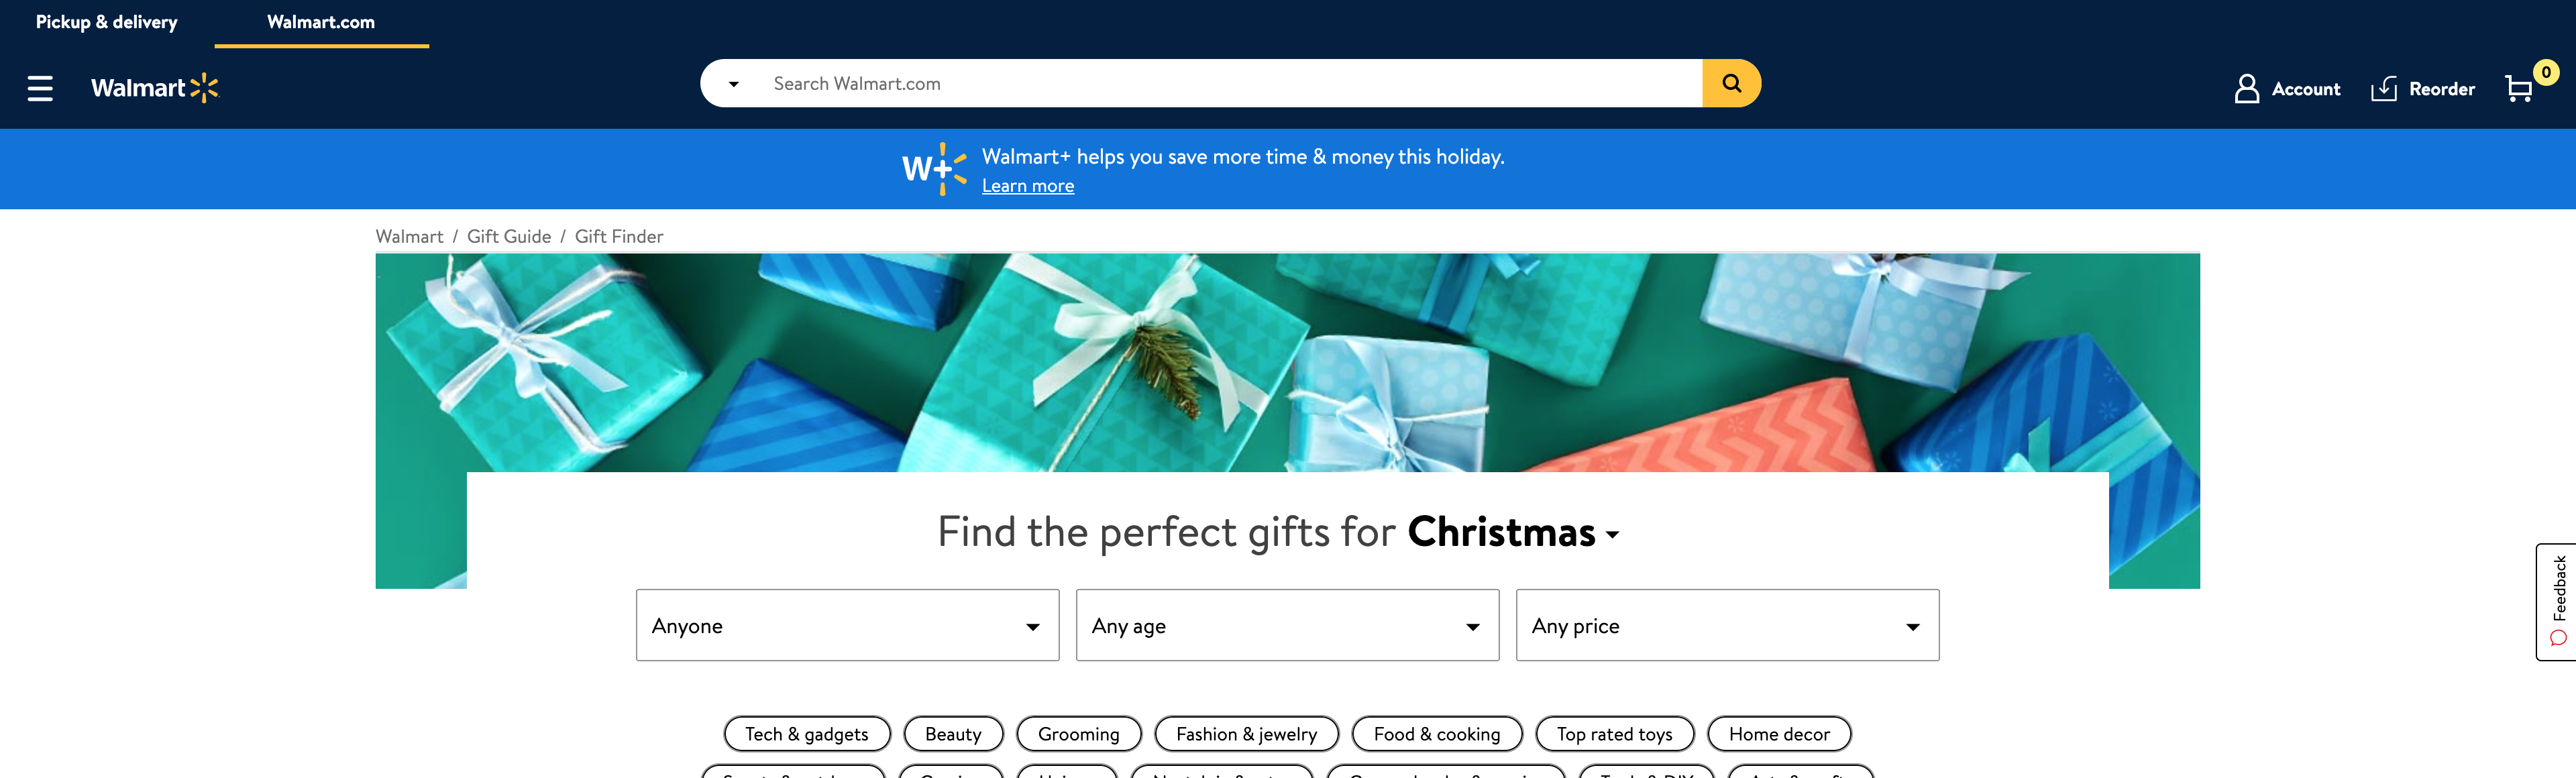 Pickup & delivery
Walmart.com
Walmart
Search Walmart.com
Account
Reorder
0
W+
Walmart+ helps you save more time & money this holiday.
Learn more
Walmart / Gift Guide / Gift Finder
Find the perfect gifts for Christmas
Anyone
Any age
Any price
Feedback
Tech & gadgets
Beauty
Grooming
Fashion & jewelry
Food & cooking
Top rated toys
Home decor